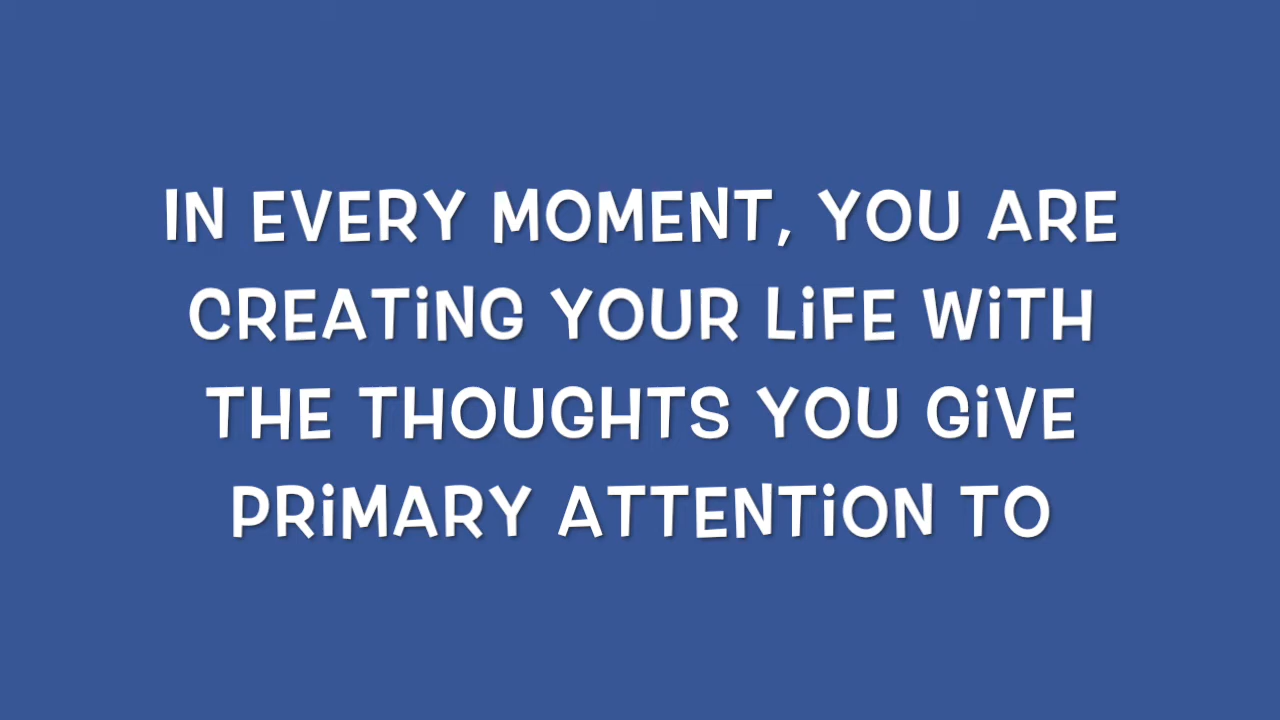 IN EVERY MOMENT, YOU ARE
CREATiNG YOUR LiFE WiTH
THE THOUGHTS YOU GiVE
PRiMARY ATTENTiON TO